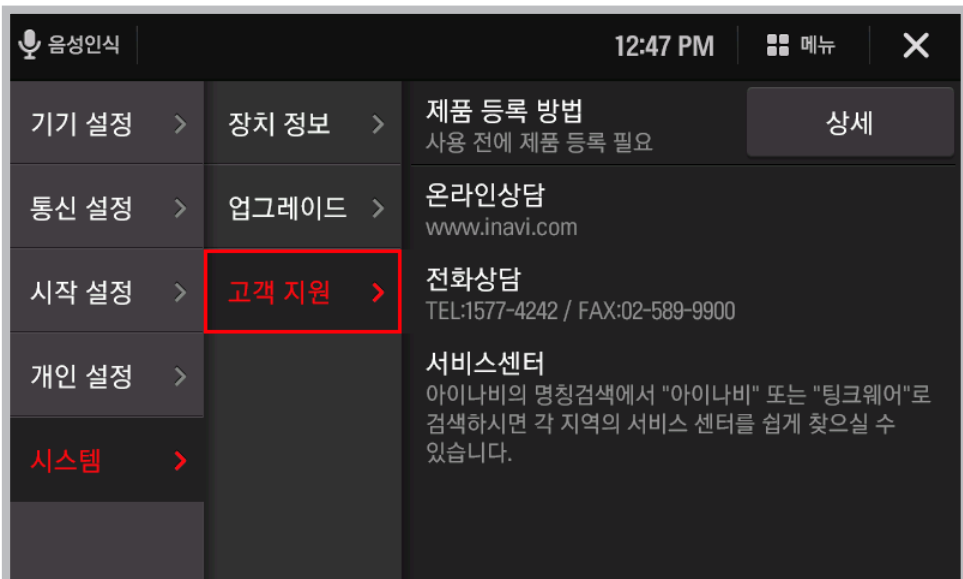 음성인식
12:47 PM
메뉴
기기 설정
통신 설정
시작 설정
개인 설정
시스템
장치 정보
업그레이드
고객 지원
제품 등록 방법
사용 전에 제품 등록 필요
상세
온라인상담
www.inavi.com
전화상담
TEL:1577-4242 / FAX:02-589-9900
서비스센터
아이나비의 명칭검색에서 "아이나비" 또는 "팅크웨어"로
검색하시면 각 지역의 서비스 센터를 쉽게 찾으실 수
있습니다.